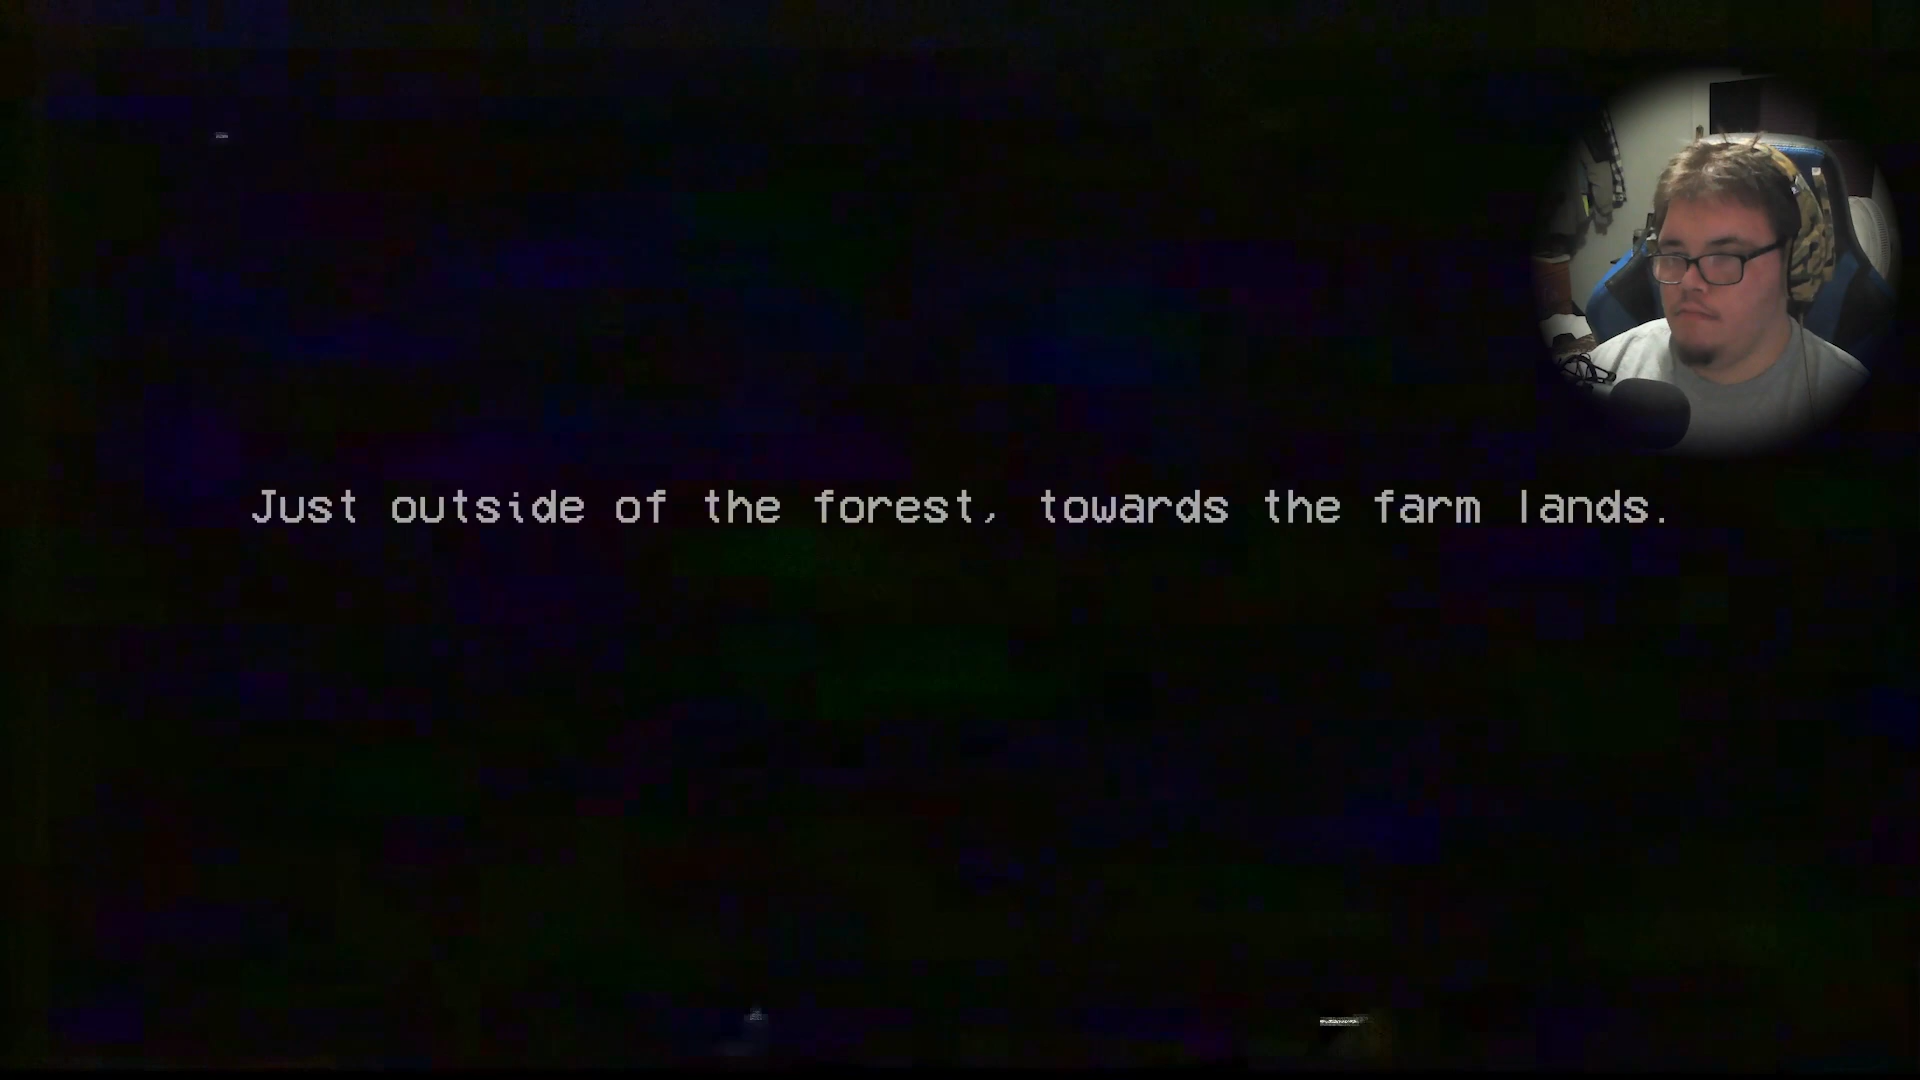 Just outside of the forest, towards the farm lands.